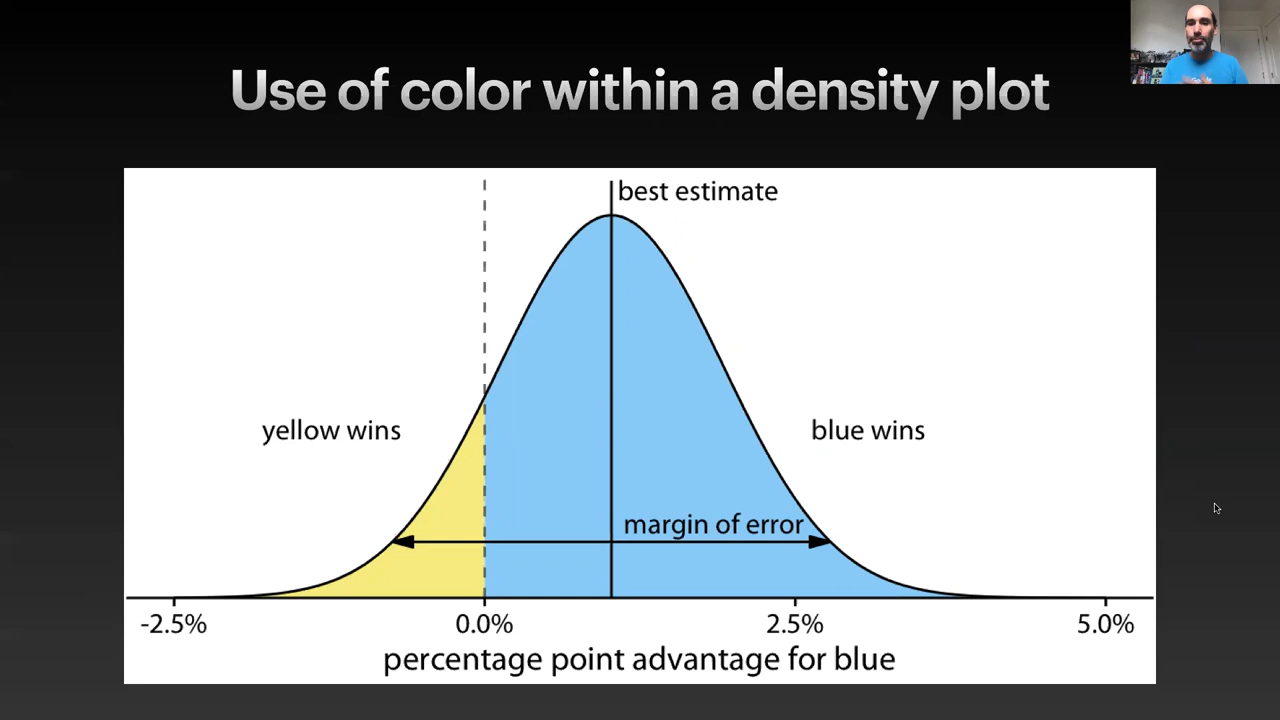 Use of color within a density plot
best estimate
yellow wins
blue wins
margin of error
-2.5%
0.0%
2.5%
5.0%
percentage point advantage for blue